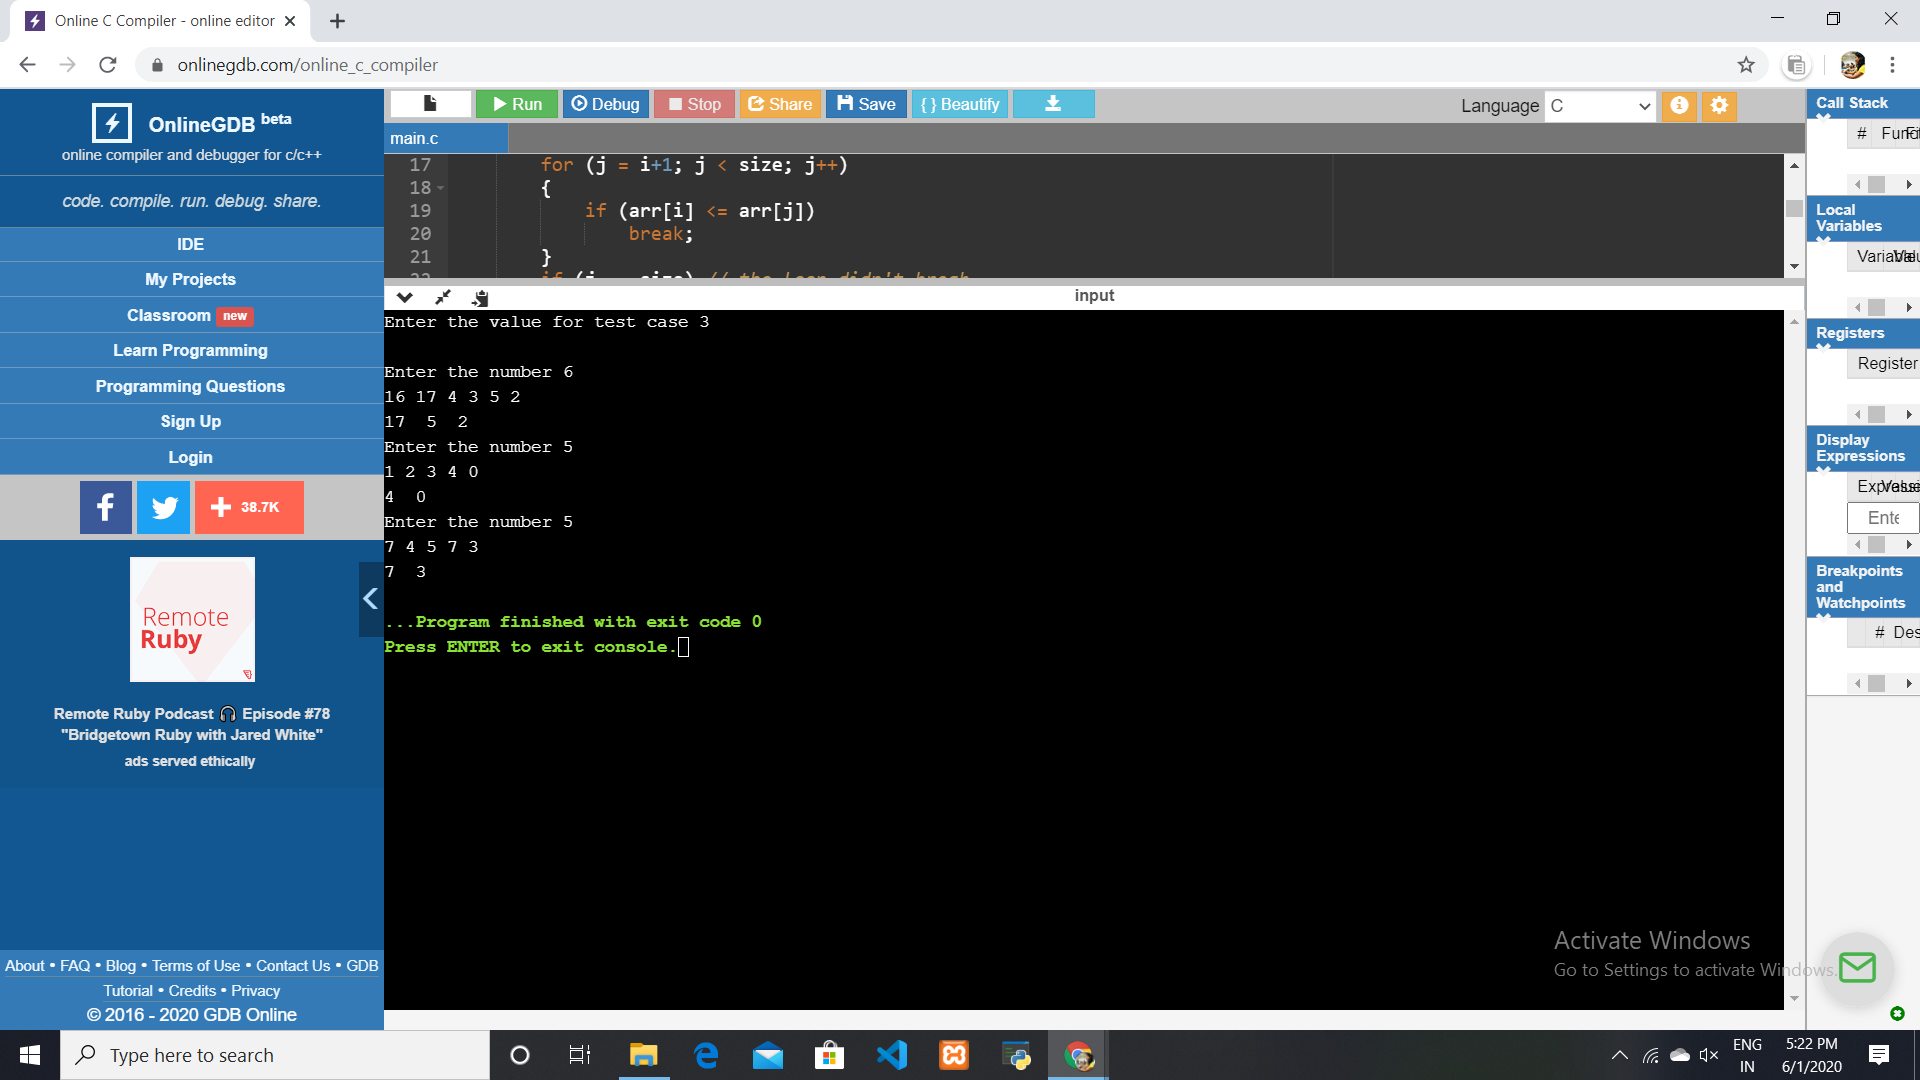 Online C Compiler - online editor
onlinegdb.com/online_c_compiler
OnlineGDB beta
online compiler and debugger for c/c++
code. compile. run. debug. share.
IDE
My Projects
Classroom new
Learn Programming
Programming Questions
Sign Up
Login
38.7K
Remote
Ruby
Remote Ruby Podcast 🎧 Episode #78
"Bridgetown Ruby with Jared White"
ads served ethically
About • FAQ • Blog • Terms of Use • Contact Us • GDB
Tutorial • Credits • Privacy
© 2016 - 2020 GDB Online
Run Debug Stop Share Save { } Beautify
Language C
main.c
17 for (j = i+1; j < size; j++)
18 {
19 if (arr[i] <= arr[j])
20 break;
21 }
input
Enter the value for test case 3
Enter the number 6
16 17 4 3 5 2
17 5 2
Enter the number 5
1 2 3 4 0
4 0
Enter the number 5
7 4 5 7 3
7 3
...Program finished with exit code 0
Press ENTER to exit console.
Call Stack
#
Local
Variables
Registers
Register
Display
Expressions
Breakpoints
and
Watchpoints
# Des
Activate Windows
Go to Settings to activate Windows.
Type here to search
ENG
IN
5:22 PM
6/1/2020